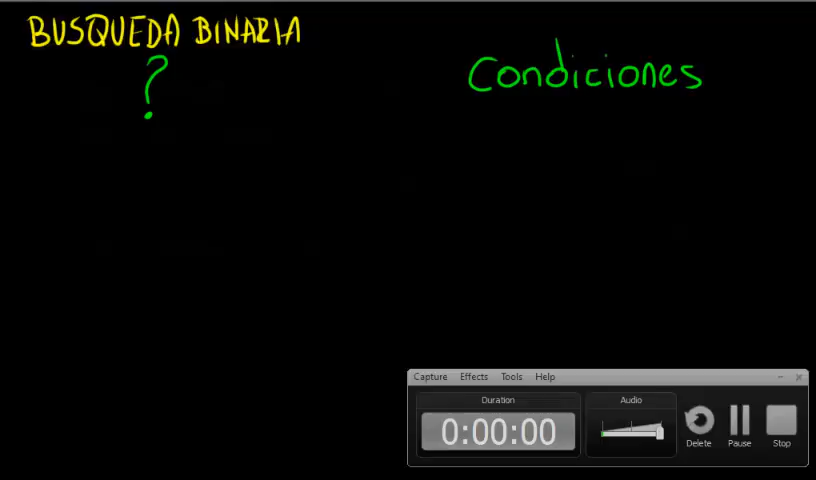 BUSQUEDA BINARIA
?
Condiciones
Capture Effects Tools Help
Duration
Audio
0:00:00
Delete Pause Stop